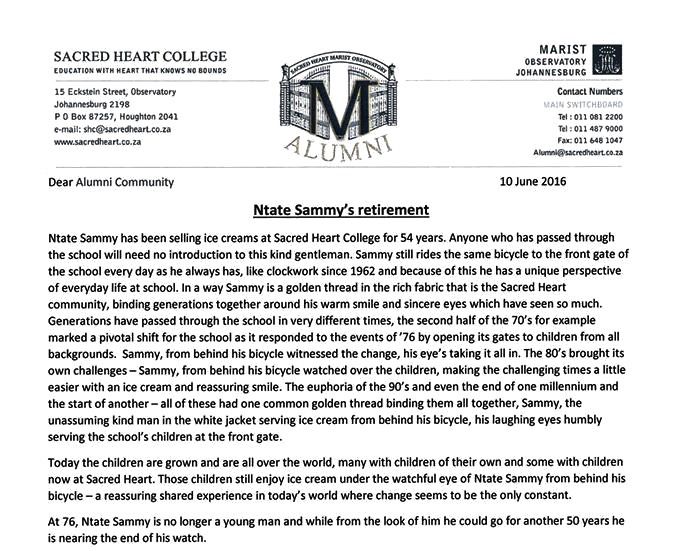 SACRED HEART COLLEGE
EDUCATION WITH HEART THAT KNOWS NO BOUNDS
15 Eckstein Street, Observatory
Johannesburg 2198
P O Box 87257, Houghton 2041
e-mail: shc@sacredheart.co.za
www.sacredheart.co.za
SACRED HEART MARIST OBSERVATORY
M
ALUMNI
MARIST
OBSERVATORY
JOHANNESBURG
Contact Numbers
MAIN SWITCHBOARD
Tel : 011 081 2200
Tel : 011 487 9000
Fax: 011 648 1047
Alumni@sacredheart.co.za
Dear Alumni Community
10 June 2016
Ntate Sammy's retirement
Ntate Sammy has been selling ice creams at Sacred Heart College for 54 years. Anyone who has passed through
the school will need no introduction to this kind gentleman. Sammy still rides the same bicycle to the front gate of
the school every day as he always has, like clockwork since 1962 and because of this he has a unique perspective
of everyday life at school. In a way Sammy is a golden thread in the rich fabric that is the Sacred Heart
community, binding generations together around his warm smile and sincere eyes which have seen so much.
Generations have passed through the school in very different times, the second half of the 70's for example
marked a pivotal shift for the school as it responded to the events of '76 by opening its gates to children from all
backgrounds. Sammy, from behind his bicycle witnessed the change, his eye's taking it all in. The 80's brought its
own challenges – Sammy, from behind his bicycle watched over the children, making the challenging times a little
easier with an ice cream and reassuring smile. The euphoria of the 90's and even the end of one millennium and
the start of another – all of these had one common golden thread binding them all together, Sammy, the
unassuming kind man in the white jacket serving ice cream from behind his bicycle, his laughing eyes humbly
serving the school's children at the front gate.
Today the children are grown and are all over the world, many with children of their own and some with children
now at Sacred Heart. Those children still enjoy ice cream under the watchful eye of Ntate Sammy from behind his
bicycle – a reassuring shared experience in today's world where change seems to be the only constant.
At 76, Ntate Sammy is no longer a young man and while from the look of him he could go for another 50 years he
is nearing the end of his watch.